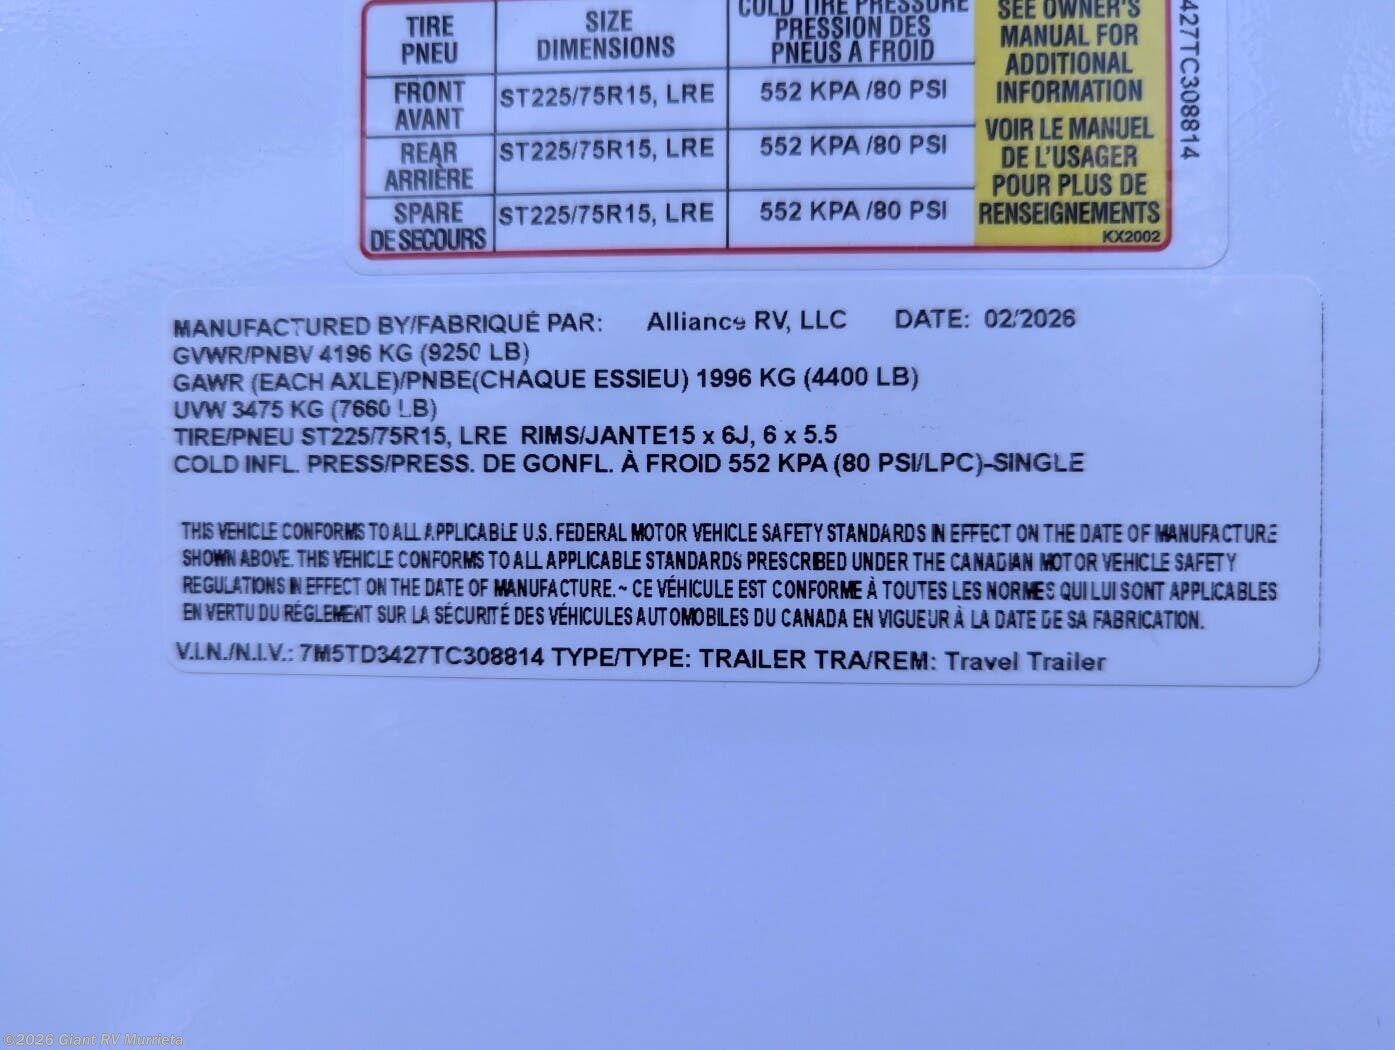 TIRE
PNEU
SIZE
DIMENSIONS
COLD TIRE PRESSURE
PRESSION DES
PNEUS A FROID
SEE OWNER'S
MANUAL FOR
ADDITIONAL
INFORMATION
VOIR LE MANUEL
DE L'USAGER
POUR PLUS DE
RENSEIGNEMENTS
KX2002
FRONT
AVANT
ST225/75R15, LRE
552 KPA /80 PSI
REAR
ARRIÈRE
ST225/75R15, LRE
552 KPA /80 PSI
SPARE
DE SECOURS
ST225/75R15, LRE
552 KPA /80 PSI
427TC308814
MANUFACTURED BY/FABRIQUÉ PAR: Alliance RV, LLC DATE: 02/2026
GVWR/PNBV 4196 KG (9250 LB)
GAWR (EACH AXLE)/PNBE(CHAQUE ESSIEU) 1996 KG (4400 LB)
UVW 3475 KG (7660 LB)
TIRE/PNEU ST225/75R15, LRE RIMS/JANTE15 x 6J, 6 x 5.5
COLD INFL. PRESS/PRESS. DE GONFL. À FROID 552 KPA (80 PSI/LPC)-SINGLE
THIS VEHICLE CONFORMS TO ALL APPLICABLE U.S. FEDERAL MOTOR VEHICLE SAFETY STANDARDS IN EFFECT ON THE DATE OF MANUFACTURE
SHOWN ABOVE. THIS VEHICLE CONFORMS TO ALL APPLICABLE STANDARDS PRESCRIBED UNDER THE CANADIAN MOTOR VEHICLE SAFETY
REGULATIONS IN EFFECT ON THE DATE OF MANUFACTURE. ~ CE VÉHICULE EST CONFORME À TOUTES LES NORMES QUI LUI SONT APPLICABLES
EN VERTU DU RÉGLEMENT SUR LA SÉCURITÉ DES VÉHICULES AUTOMOBILES DU CANADA EN VIGUEUR À LA DATE DE SA FABRICATION.
V.I.N./N.I.V.: 7M5TD3427TC308814 TYPE/TYPE: TRAILER TRA/REM: Travel Trailer
©2026 Giant RV Murrieta